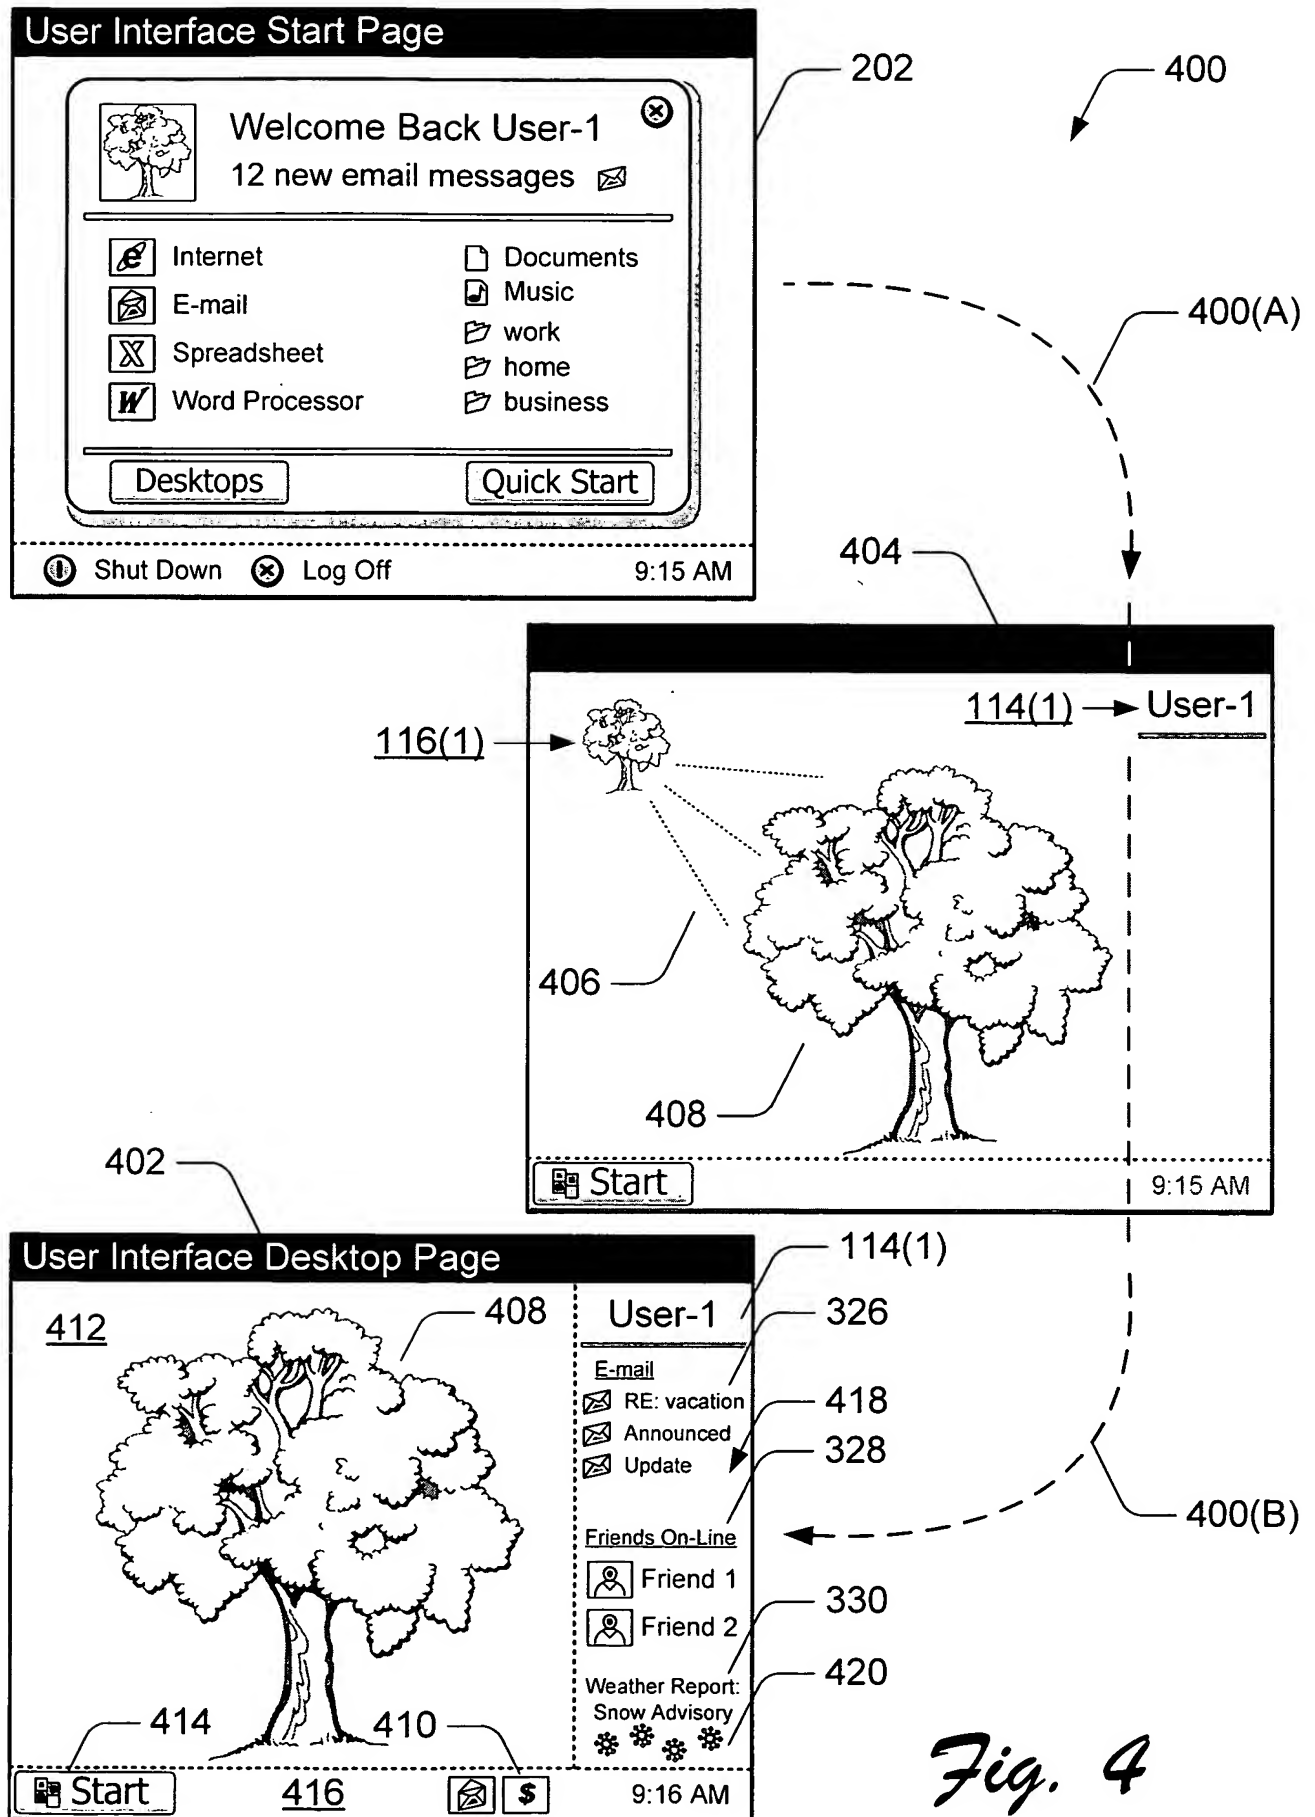 User Interface Start Page
202
400
Welcome Back User-1
12 new email messages
Internet
E-mail
Spreadsheet
Word Processor
Documents
Music
work
home
business
400(A)
Desktops
Quick Start
Shut Down
Log Off
9:15 AM
404
114(1)
User-1
116(1)
406
408
Start
9:15 AM
402
User Interface Desktop Page
412
408
114(1)
User-1
326
E-mail
RE: vacation
Announced
Update
418
328
400(B)
Friends On-Line
Friend 1
Friend 2
330
Weather Report:
Snow Advisory
420
414
410
Start
416
$
9:16 AM
Fig. 4